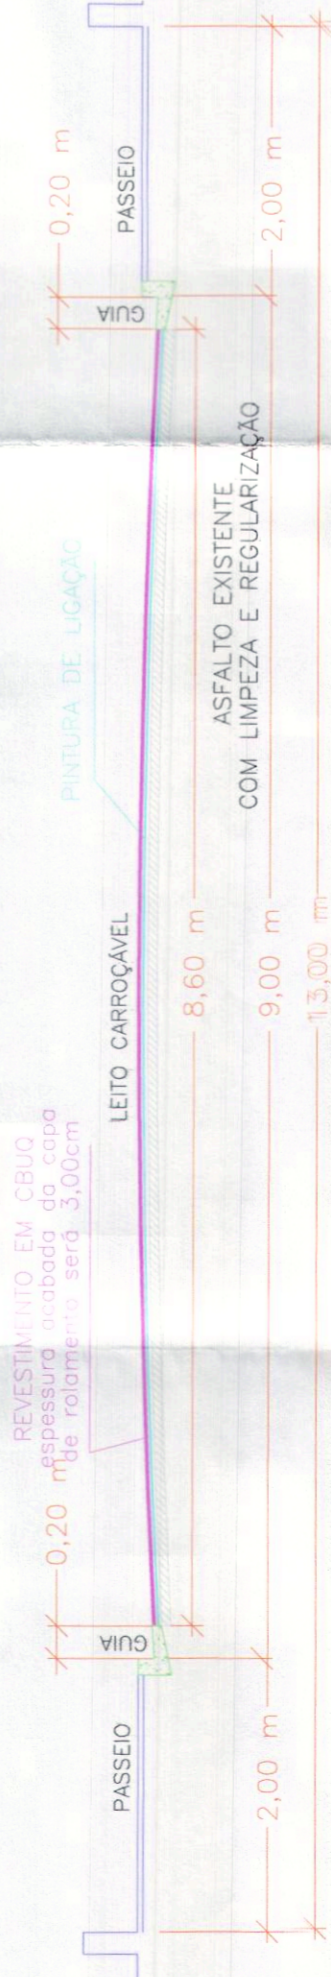 REVESTIMENTO EM CBUQ
espessura acabada da capa
de rolamento será 3,00cm
PINTURA DE LIGAÇÃO
0,20 m
0,20 m
PASSEIO
GUIA
LEITO CARROÇÁVEL
GUIA
PASSEIO
8,60 m
ASFALTO EXISTENTE
COM LIMPEZA E REGULARIZAÇÃO
2,00 m
9,00 m
2,00 m
13,00 m